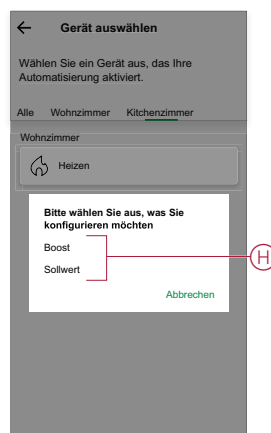 Gerät auswählen
Wählen Sie ein Gerät aus, das Ihre
Automatisierung aktiviert.
Alle Wohnzimmer Kitchenzimmer
Wohnzimmer
Heizen
Bitte wählen Sie aus, was Sie
konfigurieren möchten
Boost
Sollwert
H
Abbrechen